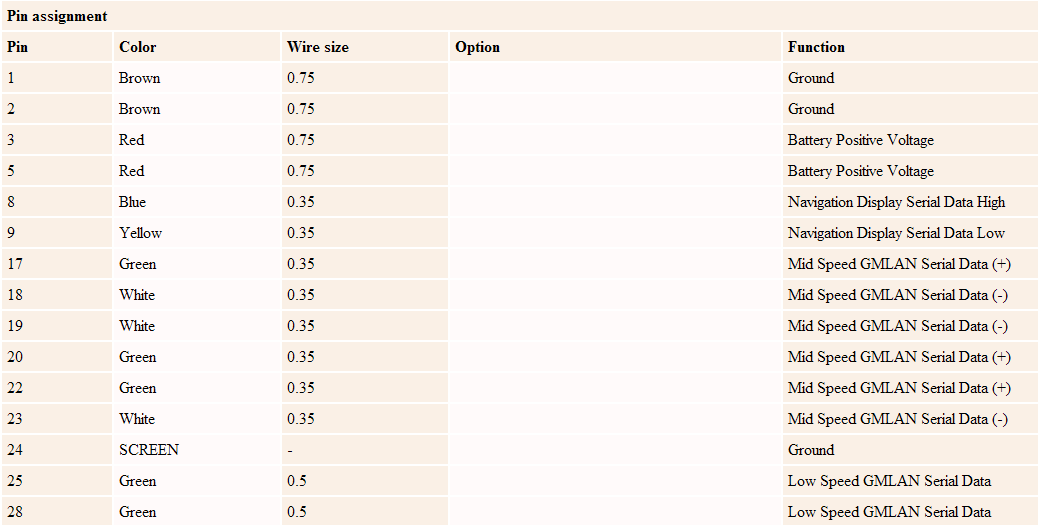 Pin assignment
Pin Color Wire size Option Function
1 Brown 0.75 Ground
2 Brown 0.75 Ground
3 Red 0.75 Battery Positive Voltage
5 Red 0.75 Battery Positive Voltage
8 Blue 0.35 Navigation Display Serial Data High
9 Yellow 0.35 Navigation Display Serial Data Low
17 Green 0.35 Mid Speed GMLAN Serial Data (+)
18 White 0.35 Mid Speed GMLAN Serial Data (-)
19 White 0.35 Mid Speed GMLAN Serial Data (-)
20 Green 0.35 Mid Speed GMLAN Serial Data (+)
22 Green 0.35 Mid Speed GMLAN Serial Data (+)
23 White 0.35 Mid Speed GMLAN Serial Data (-)
24 SCREEN - Ground
25 Green 0.5 Low Speed GMLAN Serial Data
28 Green 0.5 Low Speed GMLAN Serial Data